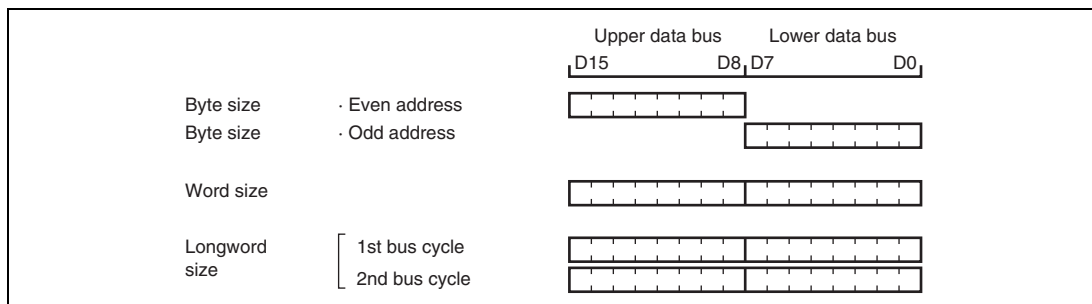 Upper data bus Lower data bus
D15 D8 D7 D0
Byte size · Even address
Byte size · Odd address
Word size
Longword size
1st bus cycle
2nd bus cycle